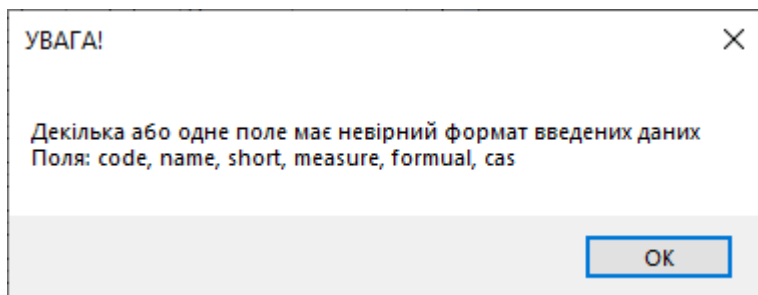 УВАГА!
Декілька або одне поле має невірний формат введених даних
Поля: code, name, short, measure, formual, cas
OK